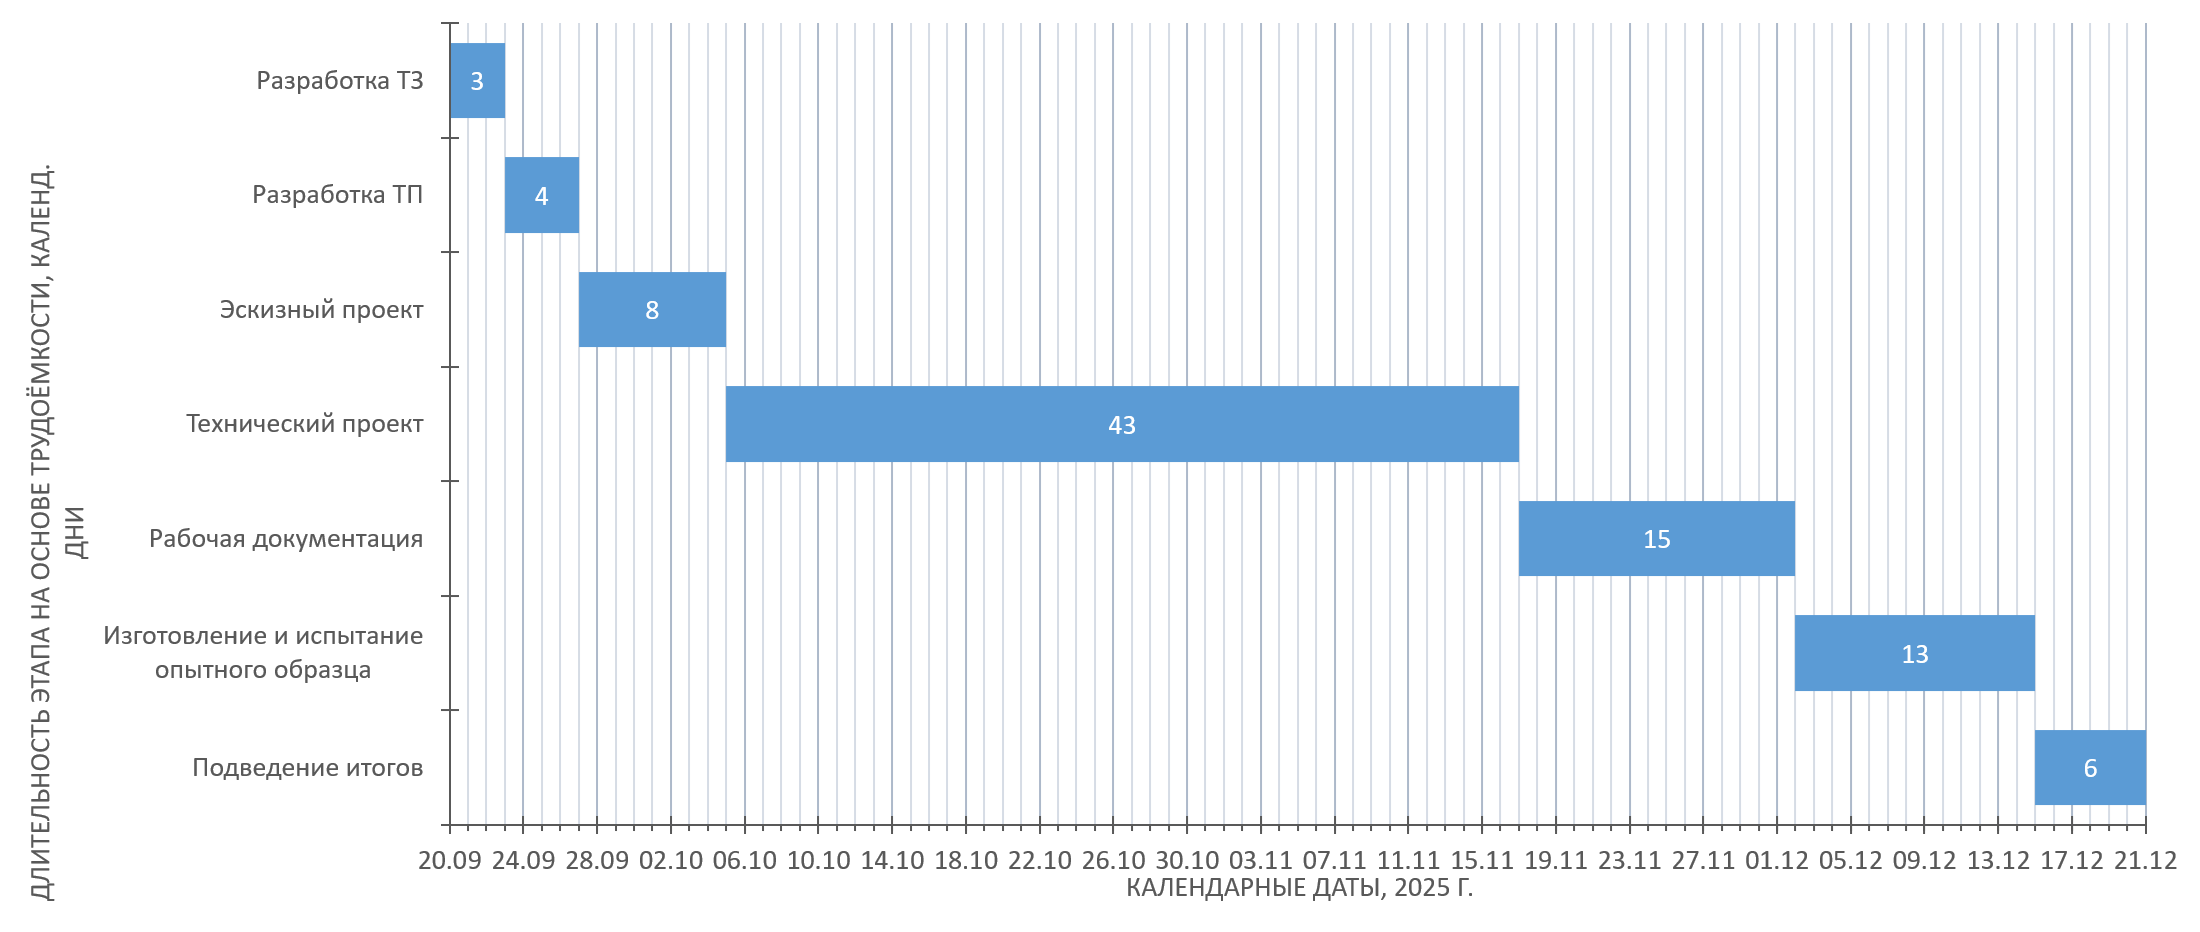 ДЛИТЕЛЬНОСТЬ ЭТАПА НА ОСНОВЕ ТРУДОЁМКОСТИ, КАЛЕНД.
ДНИ
Разработка ТЗ
3
Разработка ТП
4
Эскизный проект
8
Технический проект
43
Рабочая документация
15
Изготовление и испытание
опытного образца
13
Подведение итогов
6
20.09 24.09 28.09 02.10 06.10 10.10 14.10 18.10 22.10 26.10 30.10 03.11 07.11 11.11 15.11 19.11 23.11 27.11 01.12 05.12 09.12 13.12 17.12 21.12
КАЛЕНДАРНЫЕ ДАТЫ, 2025 Г.